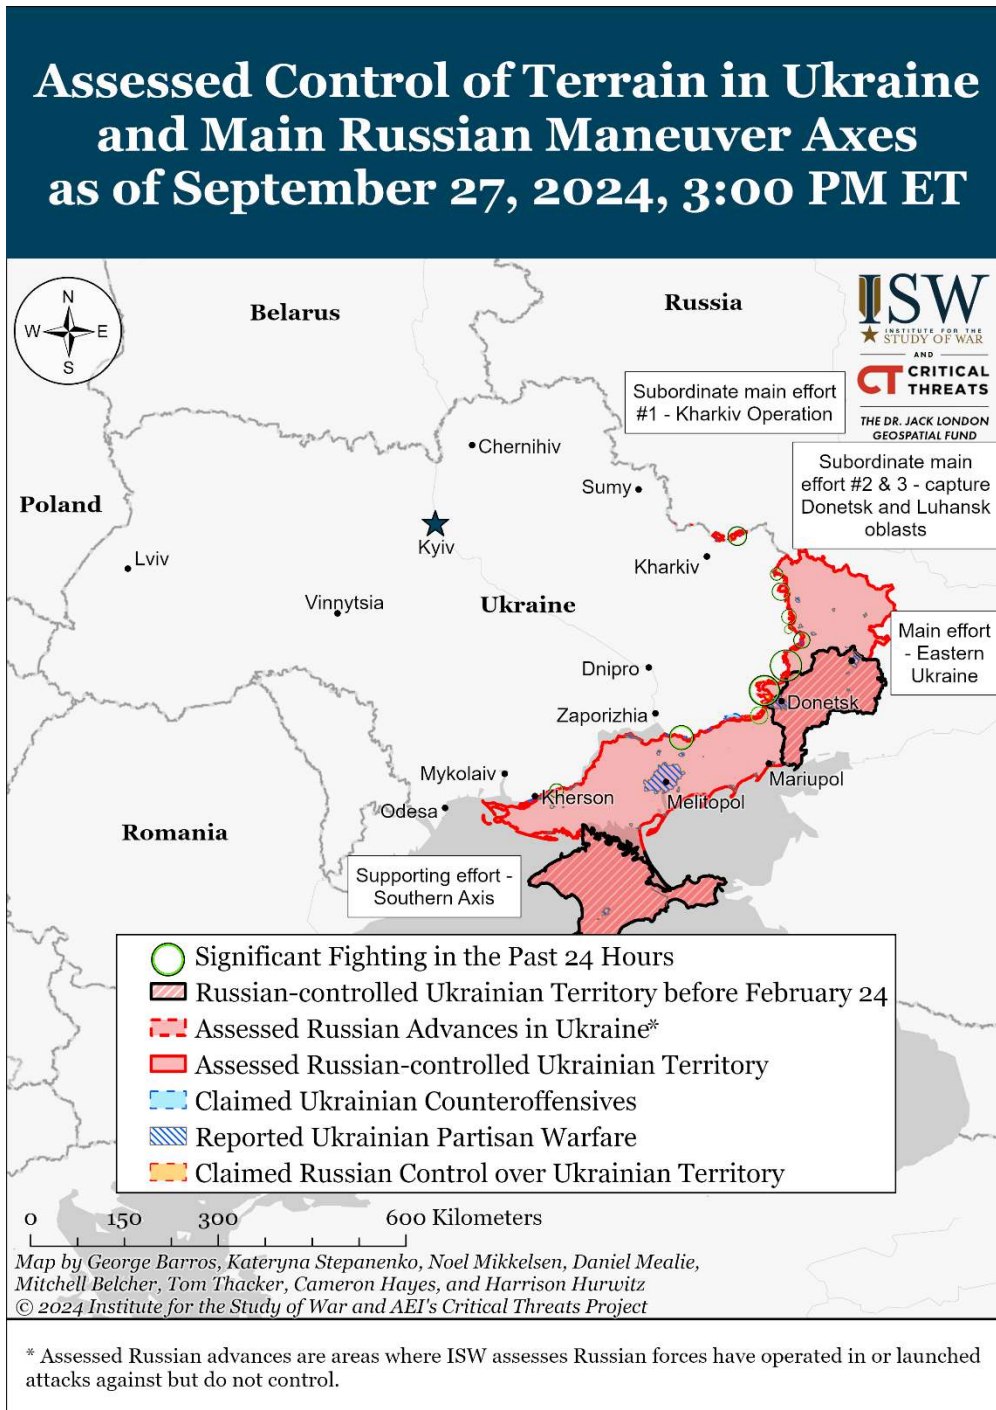 Assessed Control of Terrain in Ukraine
and Main Russian Maneuver Axes
as of September 27, 2024, 3:00 PM ET
N
W
E
S
Belarus
Russia
ISW
INSTITUTE FOR THE
STUDY OF WAR
AND
CT CRITICAL
THREATS
THE DR. JACK LONDON
GEOSPATIAL FUND
Subordinate main effort
#1 - Kharkiv Operation
Subordinate main
effort #2 & 3 - capture
Donetsk and Luhansk
oblasts
Chernihiv
Sumy
Poland
Kyiv
Lviv
Kharkiv
Vinnytsia
Ukraine
Main effort
- Eastern
Ukraine
Dnipro
Donetsk
Zaporizhia
Mykolaiv
Mariupol
Kherson
Melitopol
Odesa
Romania
Supporting effort -
Southern Axis
Significant Fighting in the Past 24 Hours
Russian-controlled Ukrainian Territory before February 24
Assessed Russian Advances in Ukraine*
Assessed Russian-controlled Ukrainian Territory
Claimed Ukrainian Counteroffensives
Reported Ukrainian Partisan Warfare
Claimed Russian Control over Ukrainian Territory
0 150 300 600 Kilometers
Map by George Barros, Kateryna Stepanenko, Noel Mikkelsen, Daniel Mealie,
Mitchell Belcher, Tom Thacker, Cameron Hayes, and Harrison Hurwitz
© 2024 Institute for the Study of War and AEI's Critical Threats Project
* Assessed Russian advances are areas where ISW assesses Russian forces have operated in or launched
attacks against but do not control.